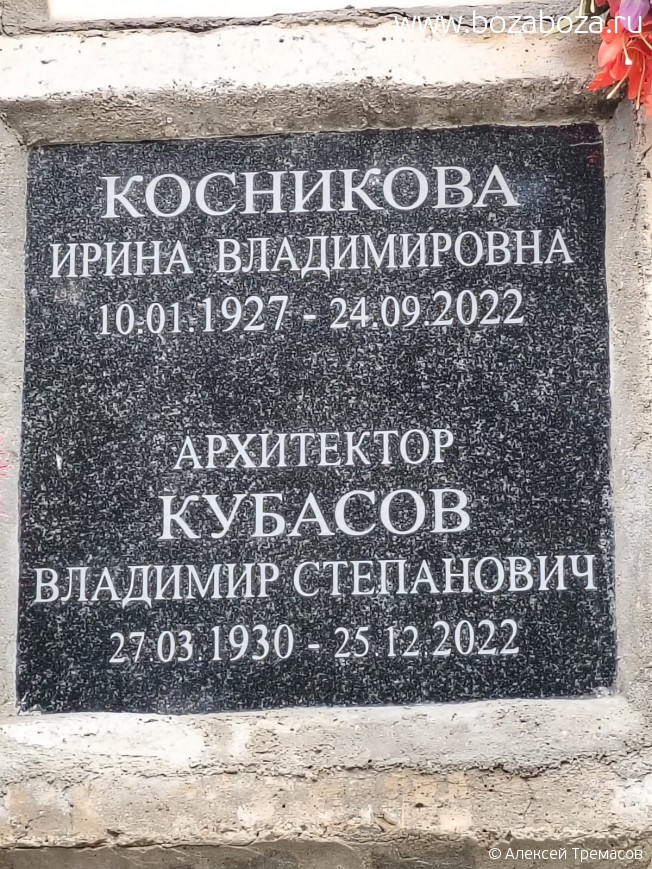 www.bozaboza.ru
КОСНИКОВА
ИРИНА ВЛАДИМИРОВНА
10.01.1927 - 24.09.2022
АРХИТЕКТОР
КУБАСОВ
ВЛАДИМИР СТЕПАНОВИЧ
27.03.1930 - 25.12.2022
© Алексей Тремасов